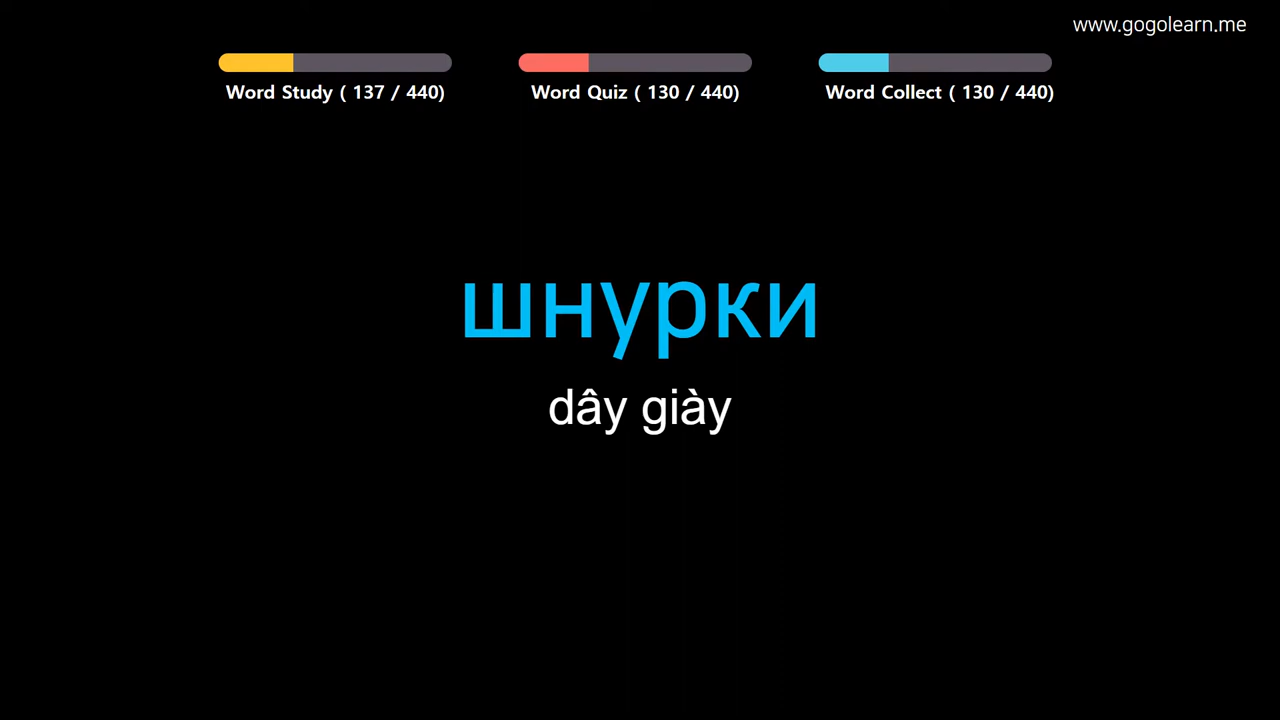 www.gogolearn.me
Word Study ( 137 / 440)
Word Quiz ( 130 / 440)
Word Collect ( 130 / 440)
шнурки
dây giày